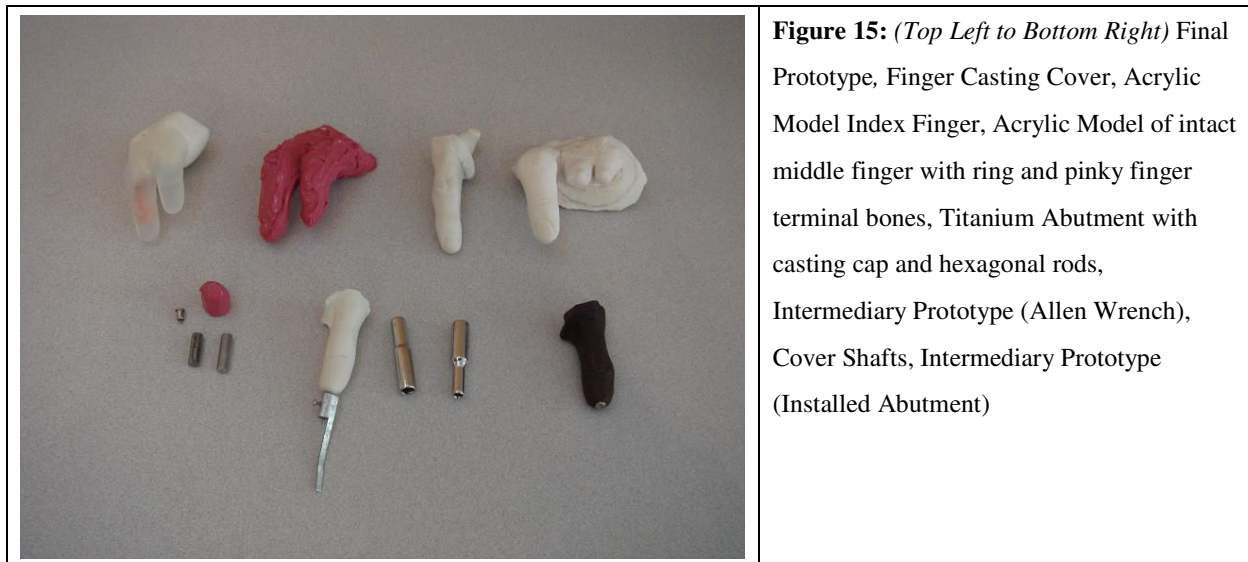 Figure 15: (Top Left to Bottom Right) Final
Prototype, Finger Casting Cover, Acrylic
Model Index Finger, Acrylic Model of intact
middle finger with ring and pinky finger
terminal bones, Titanium Abutment with
casting cap and hexagonal rods,
Intermediary Prototype (Allen Wrench),
Cover Shafts, Intermediary Prototype
(Installed Abutment)